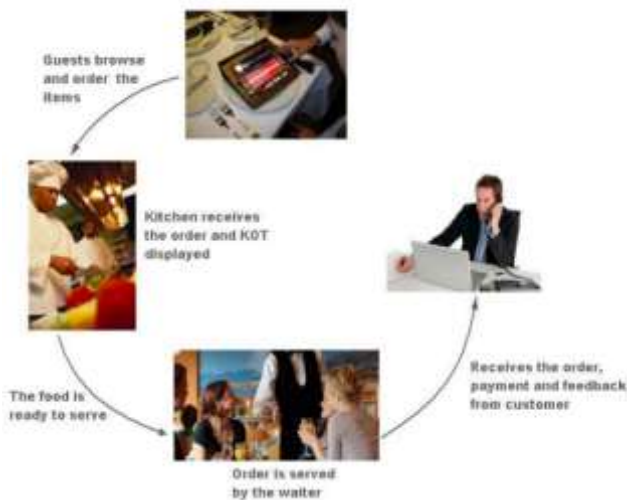 Guests browse
and order the
items
Kitchen receives
the order and KOT
displayed
The food is
ready to serve
Order is served
by the waiter
Receives the order,
payment and feedback
from customer